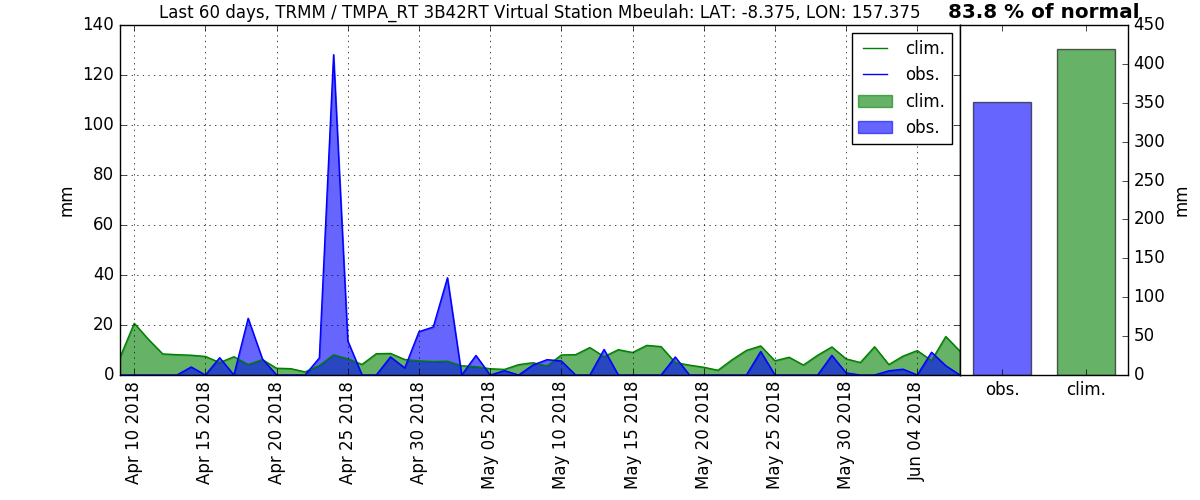 Last 60 days, TRMM / TMPA_RT 3B42RT Virtual Station Mbeulah: LAT: -8.375, LON: 157.375
83.8 % of normal
mm
140
120
100
80
60
40
20
0
clim.
obs.
clim.
obs.
Apr 10 2018
Apr 15 2018
Apr 20 2018
Apr 25 2018
Apr 30 2018
May 05 2018
May 10 2018
May 15 2018
May 20 2018
May 25 2018
May 30 2018
Jun 04 2018
450
400
350
300
250
200
150
100
50
0
mm
obs.
clim.